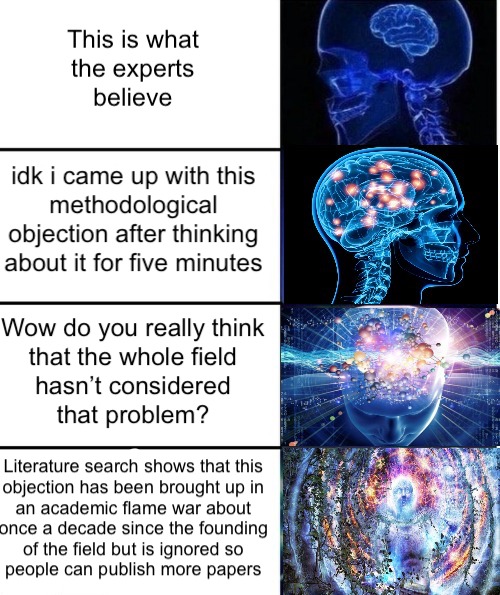 This is what
the experts
believe
idk i came up with this
methodological
objection after thinking
about it for five minutes
Wow do you really think
that the whole field
hasn’t considered
that problem?
Literature search shows that this
objection has been brought up in
an academic flame war about
once a decade since the founding
of the field but is ignored so
people can publish more papers